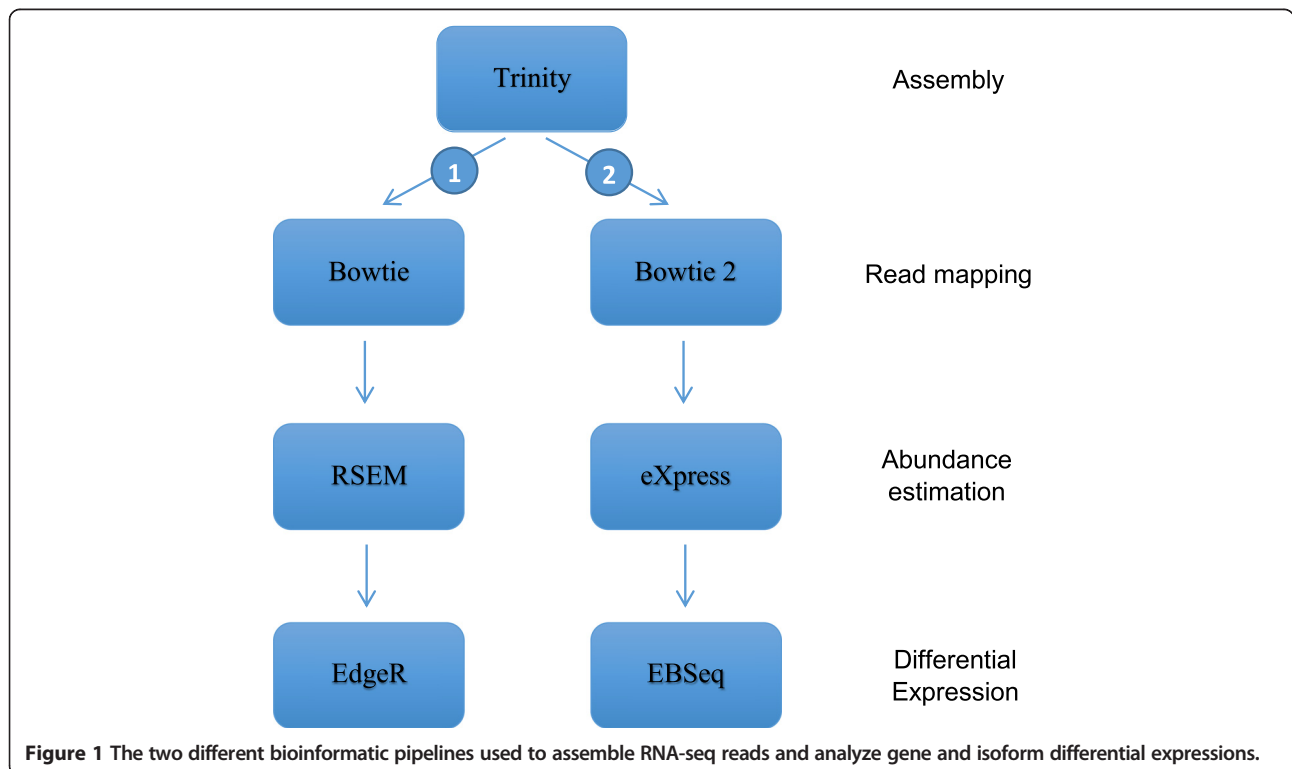 Trinity
Assembly
1
2
Bowtie
Bowtie 2
Read mapping
RSEM
eXpress
Abundance
estimation
EdgeR
EBSeq
Differential
Expression
Figure 1 The two different bioinformatic pipelines used to assemble RNA-seq reads and analyze gene and isoform differential expressions.